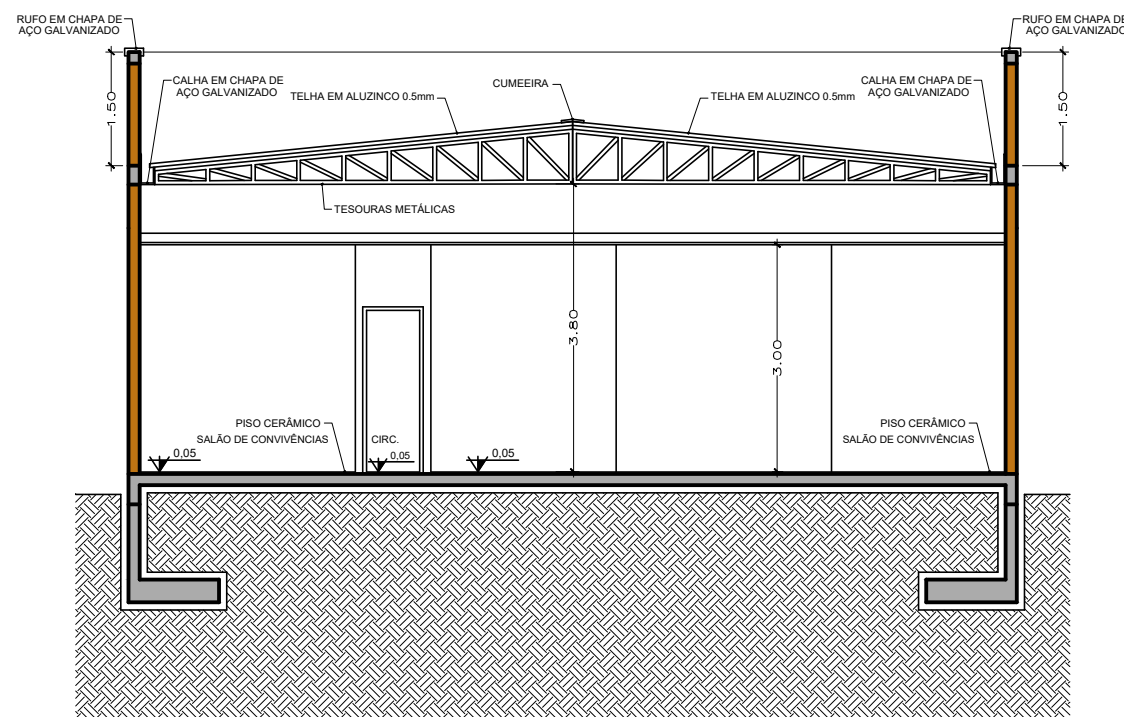 RUFO EM CHAPA DE
AÇO GALVANIZADO
RUFO EM CHAPA DE
AÇO GALVANIZADO
CALHA EM CHAPA DE
AÇO GALVANIZADO
CUMEEIRA
CALHA EM CHAPA DE
AÇO GALVANIZADO
TELHA EM ALUZINCO 0.5mm
TELHA EM ALUZINCO 0.5mm
1.50
1.50
TESOURAS METÁLICAS
3.80
3.00
PISO CERÂMICO
SALÃO DE CONVIVÊNCIAS
CIRC.
PISO CERÂMICO
SALÃO DE CONVIVÊNCIAS
0,05
0,05
0,05